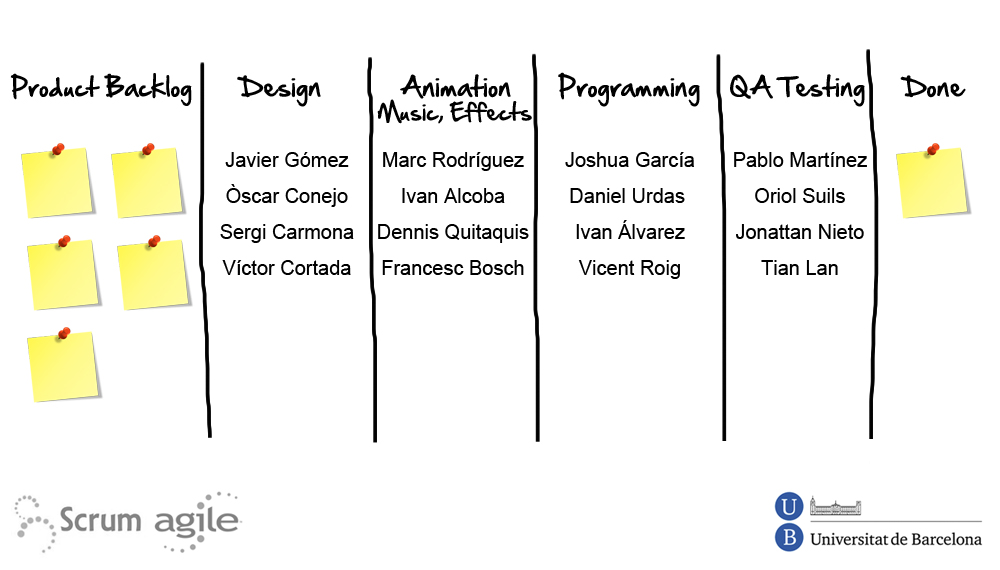 Product Backlog
Design
Animation
Music, Effects
Programming
QA Testing
Done
Javier Gómez
Òscar Conejo
Sergi Carmona
Víctor Cortada
Marc Rodríguez
Ivan Alcoba
Dennis Quitaquis
Francesc Bosch
Joshua García
Daniel Urdas
Ivan Álvarez
Vicent Roig
Pablo Martínez
Oriol Suils
Jonattan Nieto
Tian Lan
Scrum agile
U
B
Universitat de Barcelona